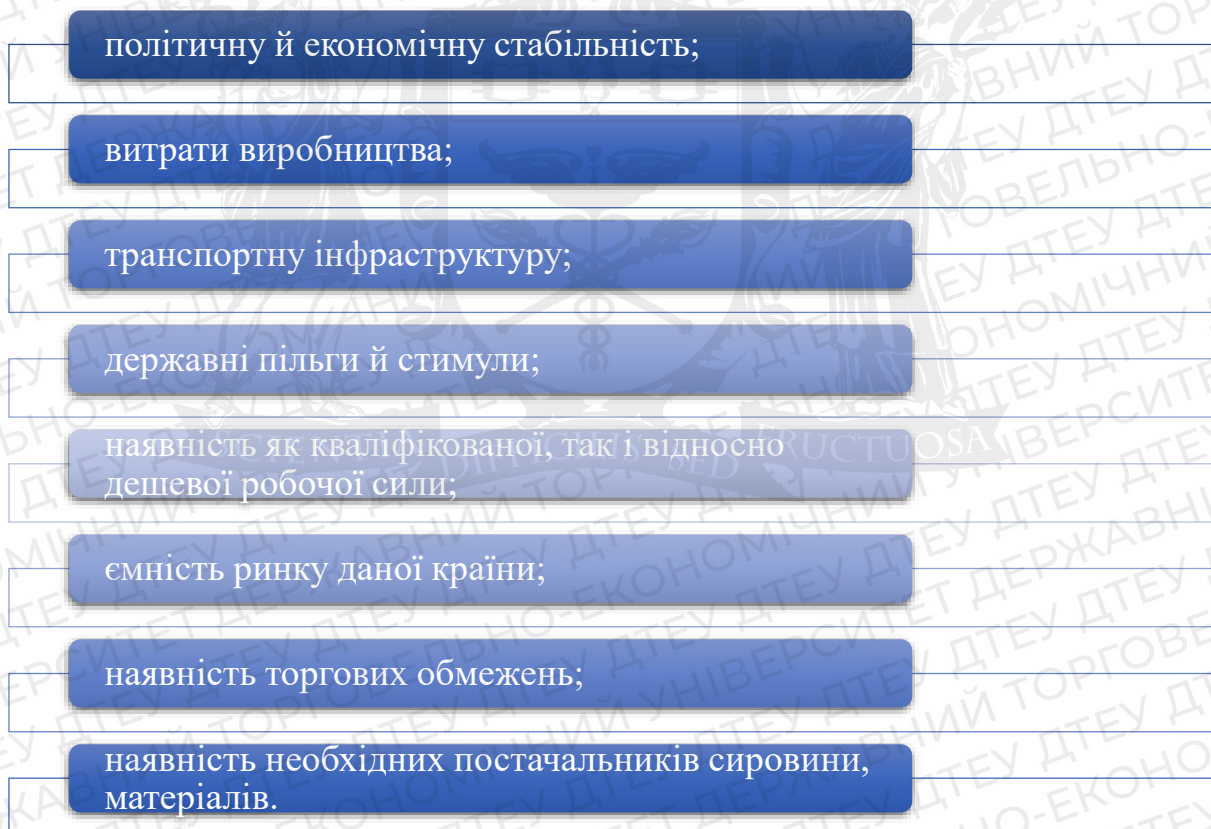 політичну й економічну стабільність;
витрати виробництва;
транспортну інфраструктуру;
державні пільги й стимули;
наявність як кваліфікованої, так і відносно
дешевої робочої сили;
ємність ринку даної країни;
наявність торгових обмежень;
наявність необхідних постачальників сировини,
матеріалів.